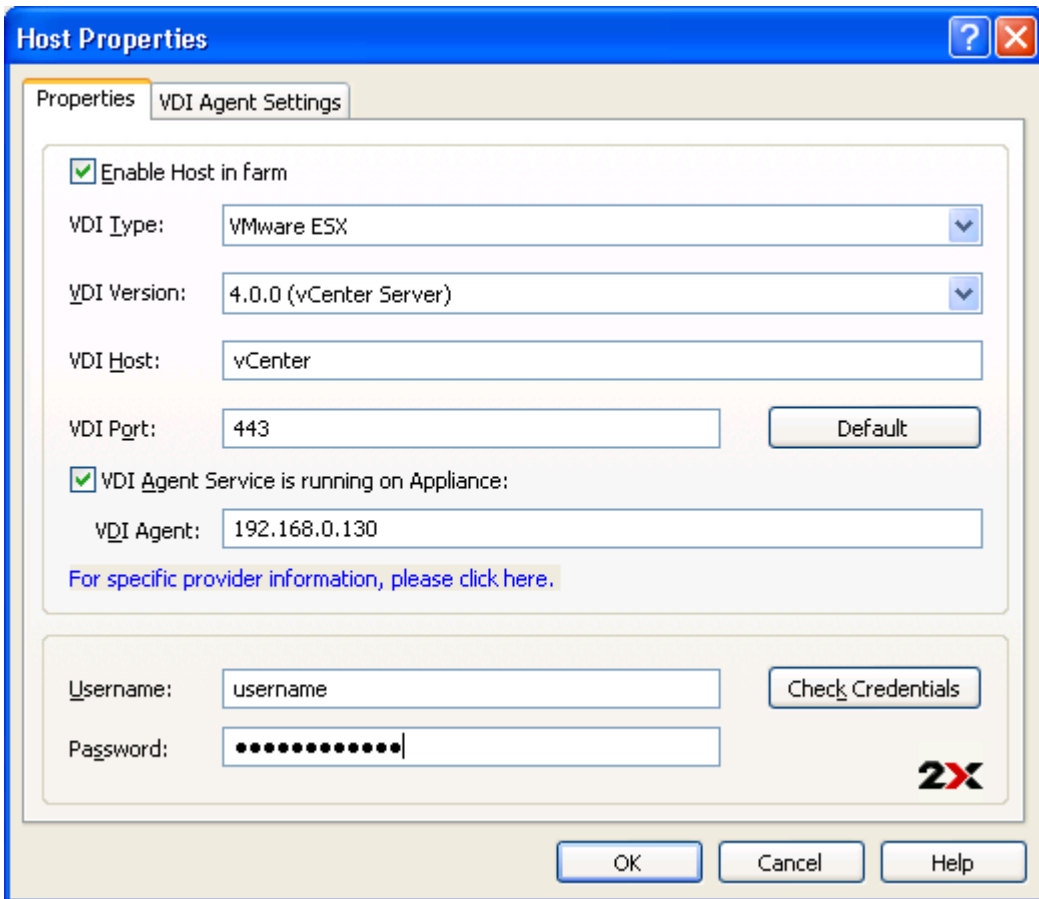 Host Properties
Properties VDI Agent Settings
Enable Host in farm
VDI Type: VMware ESX
VDI Version: 4.0.0 (vCenter Server)
VDI Host: vCenter
VDI Port: 443 Default
VDI Agent Service is running on Appliance:
VDI Agent: 192.168.0.130
For specific provider information, please click here.
Username: username Check Credentials
Password: ••••••••••••
2X
OK Cancel Help